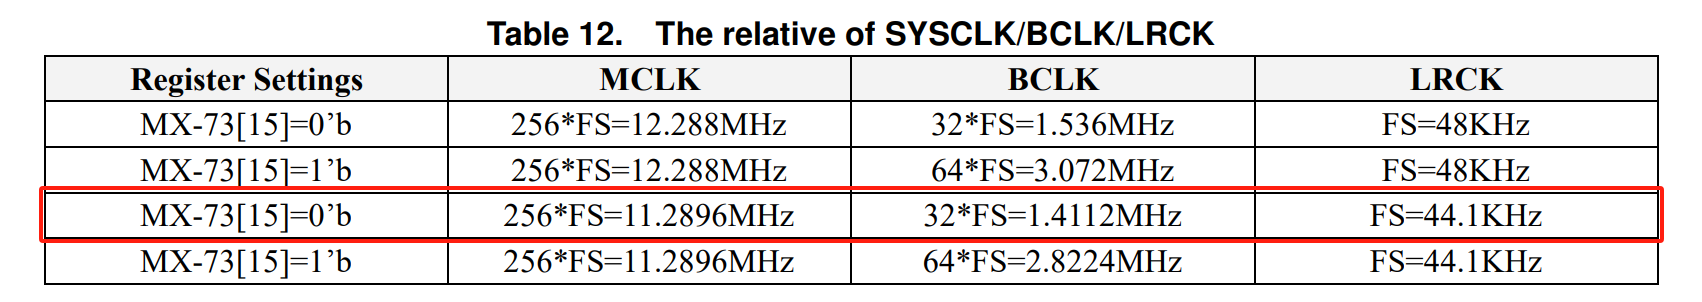 Table 12. The relative of SYSCLK/BCLK/LRCK
Register Settings MCLK BCLK LRCK
MX-73[15]=0’b 256*FS=12.288MHz 32*FS=1.536MHz FS=48KHz
MX-73[15]=1’b 256*FS=12.288MHz 64*FS=3.072MHz FS=48KHz
MX-73[15]=0’b 256*FS=11.2896MHz 32*FS=1.4112MHz FS=44.1KHz
MX-73[15]=1’b 256*FS=11.2896MHz 64*FS=2.8224MHz FS=44.1KHz